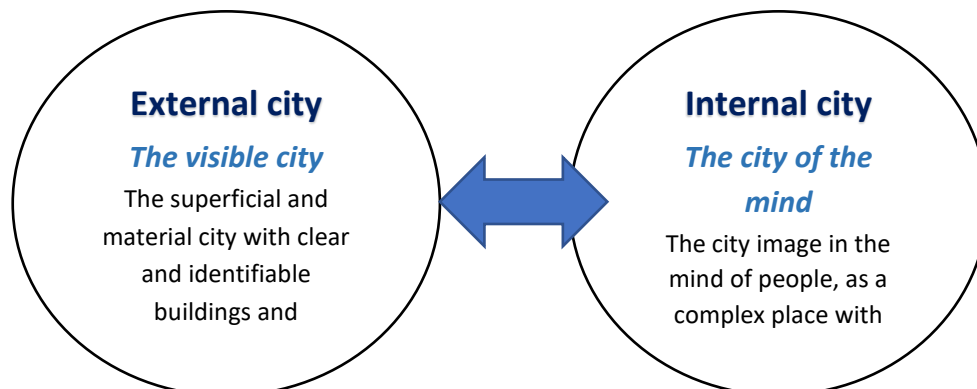 External city
The visible city
The superficial and
material city with clear
and identifiable
buildings and
Internal city
The city of the
mind
The city image in the
mind of people, as a
complex place with